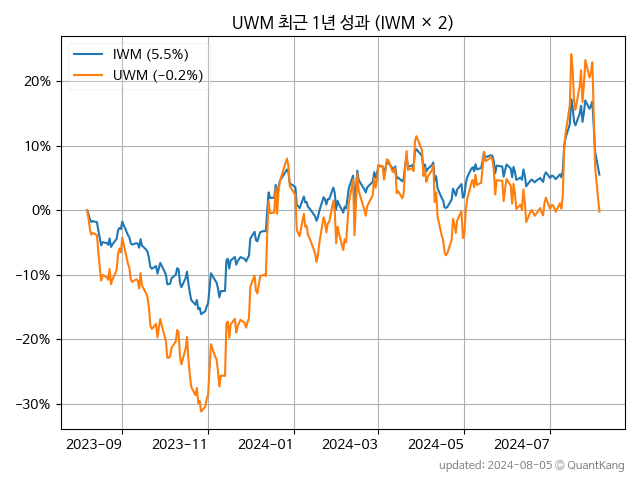 UWM 최근 1년 성과 (IWM × 2)
IWM (5.5%)
UWM (−0.2%)
20%
10%
0%
−10%
−20%
−30%
2023-09 2023-11 2024-01 2024-03 2024-05 2024-07
updated: 2024-08-05 © QuantKang